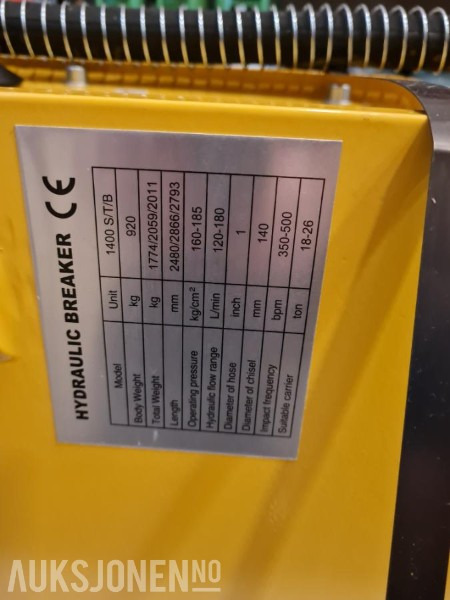 HYDRAULIC BREAKER CE
Model Unit 1400 S/T/B
Body Weight kg 920
Total Weight kg 1774/2059/2011
Length mm 2480/2866/2793
Operating pressure kg/cm² 160-185
Hydraulic flow range L/min 120-180
Diameter of hose inch 1
Diameter of chisel mm 140
Impact frequency bpm 350-500
Suitable carrier ton 18-26
AUKSJONEN.NO